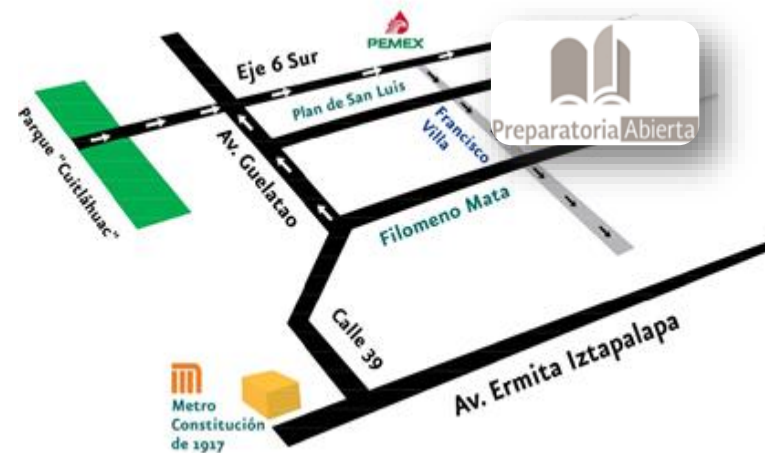 PEMEX
Eje 6 Sur
Plan de San Luis
Preparatoria Abierta
Parque "Cuitláhuac"
Av. Guelatao
Francisco
Villa
Filomeno Mata
Calle 39
Av. Ermita Iztapalapa
Metro
Constitución
de 1917